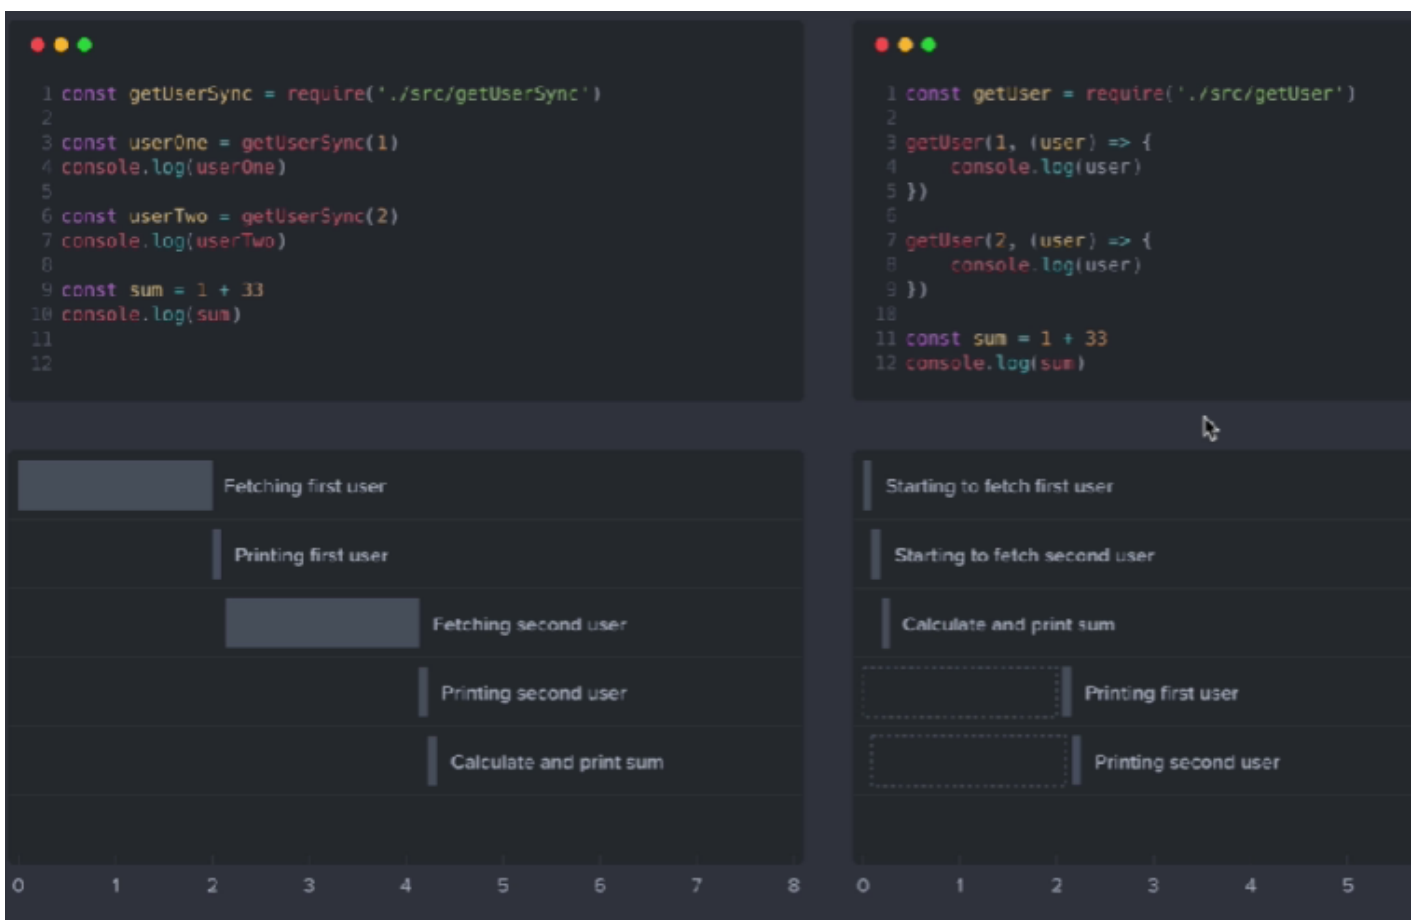 1 const getUserSync = require('./src/getUserSync')
2
3 const userOne = getUserSync(1)
4 console.log(userOne)
5
6 const userTwo = getUserSync(2)
7 console.log(userTwo)
8
9 const sum = 1 + 33
10 console.log(sum)
11
12
1 const getUser = require('./src/getUser')
2
3 getUser(1, (user) => {
4     console.log(user)
5 })
6
7 getUser(2, (user) => {
8     console.log(user)
9 })
10
11 const sum = 1 + 33
12 console.log(sum)
Fetching first user
Printing first user
Fetching second user
Printing second user
Calculate and print sum
0 1 2 3 4 5 6 7 8
Starting to fetch first user
Starting to fetch second user
Calculate and print sum
Printing first user
Printing second user
0 1 2 3 4 5